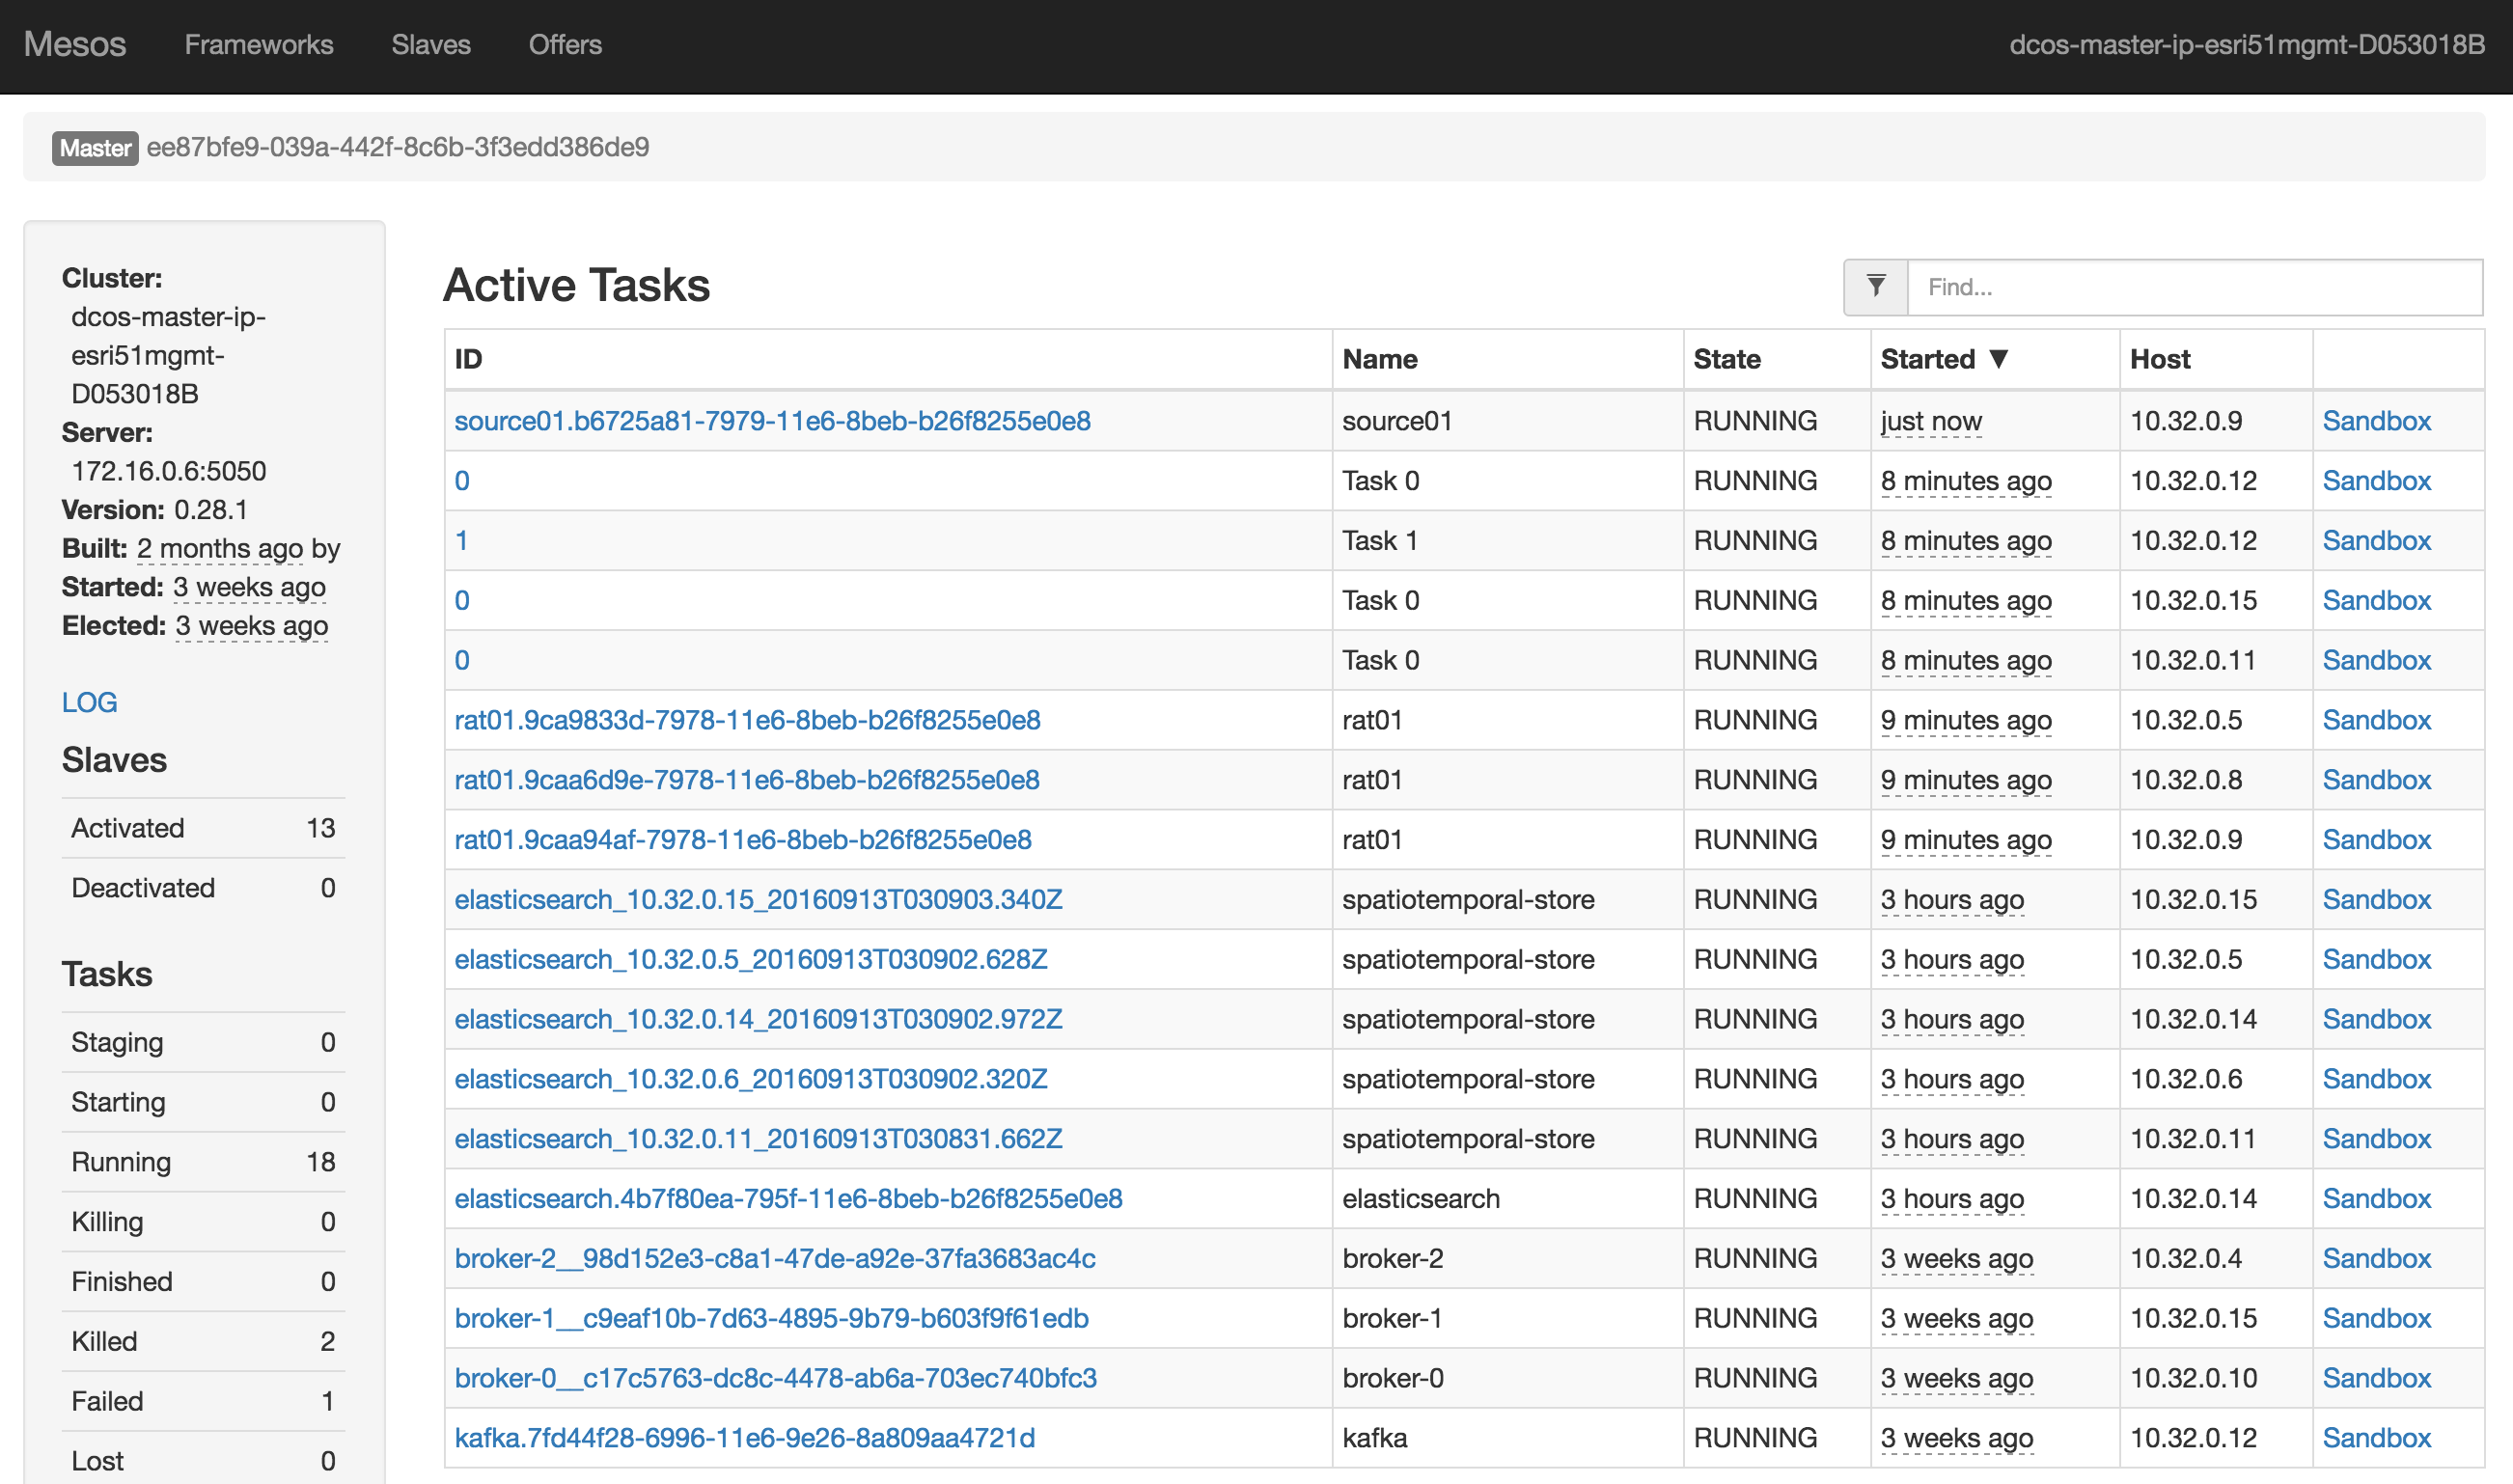 Mesos Frameworks Slaves Offers dcos-master-ip-esri51mgmt-D053018B
Master ee87bfe9-039a-442f-8c6b-3f3edd386de9
Cluster:
dcos-master-ip-
esri51mgmt-
D053018B
Server:
172.16.0.6:5050
Version: 0.28.1
Built: 2 months ago by
Started: 3 weeks ago
Elected: 3 weeks ago
LOG
Slaves
Activated 13
Deactivated 0
Tasks
Staging 0
Starting 0
Running 18
Killing 0
Finished 0
Killed 2
Failed 1
Lost 0
Active Tasks
Find...
ID Name State Started ▼ Host
source01.b6725a81-7979-11e6-8beb-b26f8255e0e8 source01 RUNNING just now 10.32.0.9 Sandbox
0 Task 0 RUNNING 8 minutes ago 10.32.0.12 Sandbox
1 Task 1 RUNNING 8 minutes ago 10.32.0.12 Sandbox
0 Task 0 RUNNING 8 minutes ago 10.32.0.15 Sandbox
0 Task 0 RUNNING 8 minutes ago 10.32.0.11 Sandbox
rat01.9ca9833d-7978-11e6-8beb-b26f8255e0e8 rat01 RUNNING 9 minutes ago 10.32.0.5 Sandbox
rat01.9caa6d9e-7978-11e6-8beb-b26f8255e0e8 rat01 RUNNING 9 minutes ago 10.32.0.8 Sandbox
rat01.9caa94af-7978-11e6-8beb-b26f8255e0e8 rat01 RUNNING 9 minutes ago 10.32.0.9 Sandbox
elasticsearch_10.32.0.15_20160913T030903.340Z spatiotemporal-store RUNNING 3 hours ago 10.32.0.15 Sandbox
elasticsearch_10.32.0.5_20160913T030902.628Z spatiotemporal-store RUNNING 3 hours ago 10.32.0.5 Sandbox
elasticsearch_10.32.0.14_20160913T030902.972Z spatiotemporal-store RUNNING 3 hours ago 10.32.0.14 Sandbox
elasticsearch_10.32.0.6_20160913T030902.320Z spatiotemporal-store RUNNING 3 hours ago 10.32.0.6 Sandbox
elasticsearch_10.32.0.11_20160913T030831.662Z spatiotemporal-store RUNNING 3 hours ago 10.32.0.11 Sandbox
elasticsearch.4b7f80ea-795f-11e6-8beb-b26f8255e0e8 elasticsearch RUNNING 3 hours ago 10.32.0.14 Sandbox
broker-2__98d152e3-c8a1-47de-a92e-37fa3683ac4c broker-2 RUNNING 3 weeks ago 10.32.0.4 Sandbox
broker-1__c9eaf10b-7d63-4895-9b79-b603f9f61edb broker-1 RUNNING 3 weeks ago 10.32.0.15 Sandbox
broker-0__c17c5763-dc8c-4478-ab6a-703ec740bfc3 broker-0 RUNNING 3 weeks ago 10.32.0.10 Sandbox
kafka.7fd44f28-6996-11e6-9e26-8a809aa4721d kafka RUNNING 3 weeks ago 10.32.0.12 Sandbox